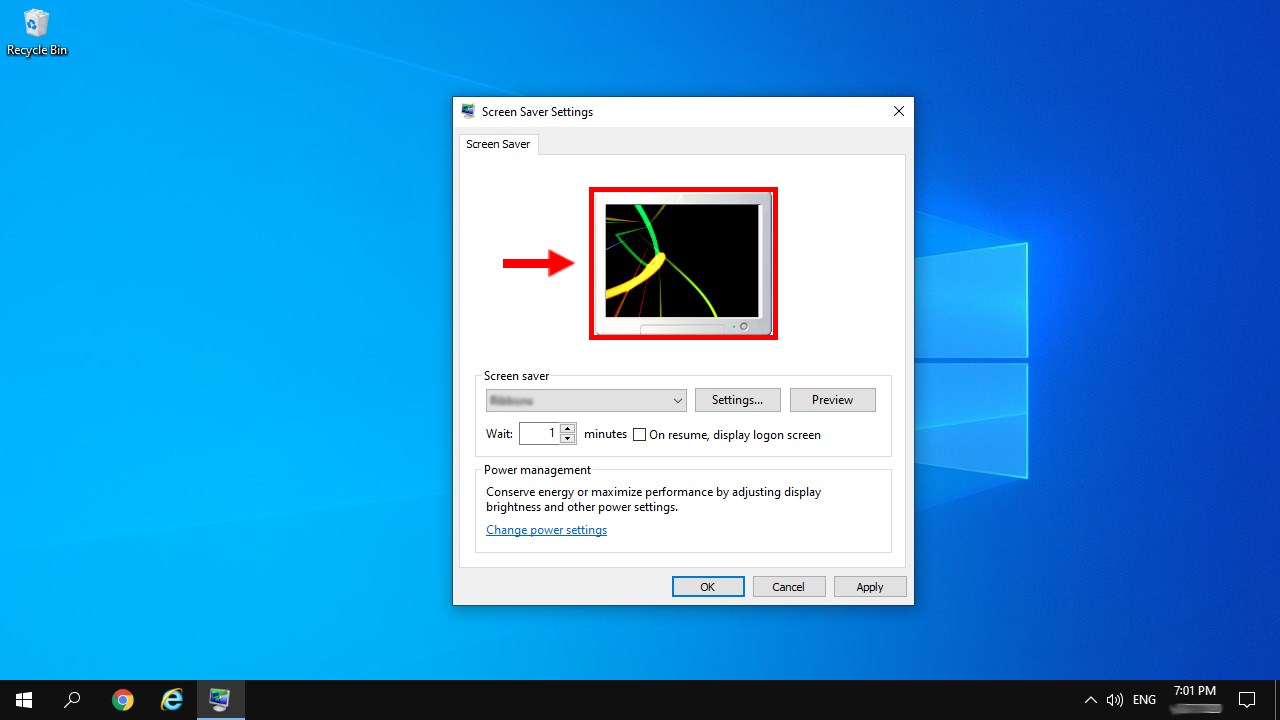 Recycle Bin
Screen Saver Settings
Screen Saver
Screen saver
Settings...
Preview
Wait:
1
minutes
On resume, display logon screen
Power management
Conserve energy or maximize performance by adjusting display
brightness and other power settings.
Change power settings
OK
Cancel
Apply
ENG
7:01 PM